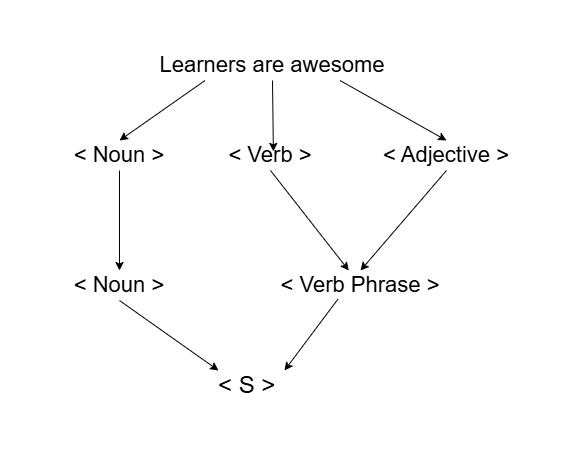 Learners are awesome
< Noun > < Verb > < Adjective >
< Noun > < Verb Phrase >
< S >